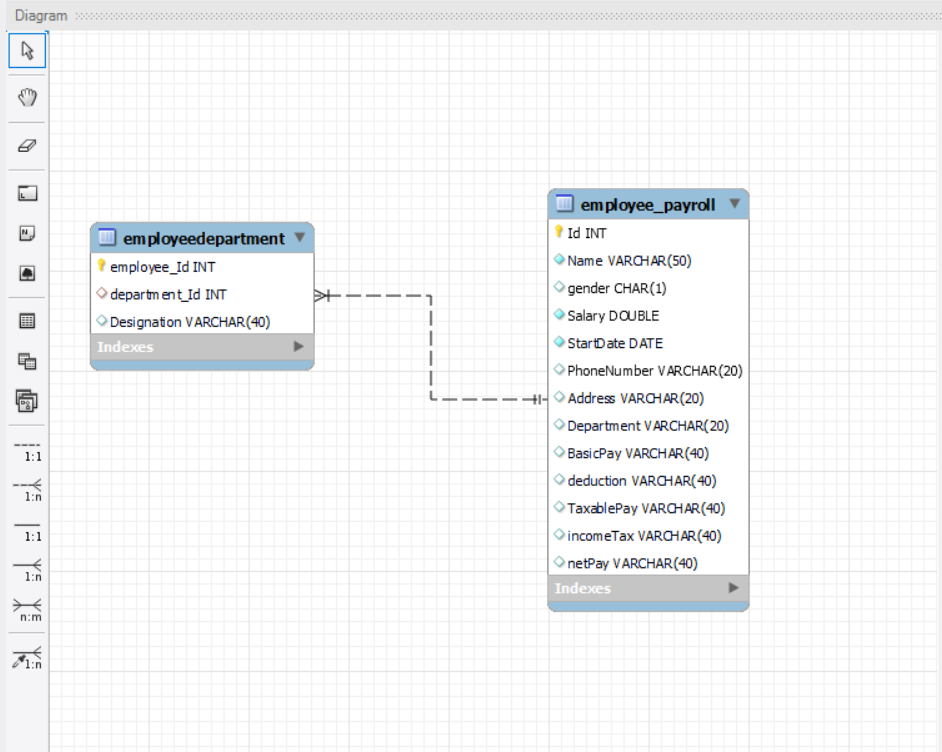 Diagram
employeedepartment
employee_Id INT
department_Id INT
Designation VARCHAR(40)
Indexes
employee_payroll
Id INT
Name VARCHAR(50)
gender CHAR(1)
Salary DOUBLE
StartDate DATE
PhoneNumber VARCHAR(20)
Address VARCHAR(20)
Department VARCHAR(20)
BasicPay VARCHAR(40)
deduction VARCHAR(40)
TaxablePay VARCHAR(40)
incomeTax VARCHAR(40)
netPay VARCHAR(40)
Indexes
1:1
1:n
1:1
1:n
n:m
1:n